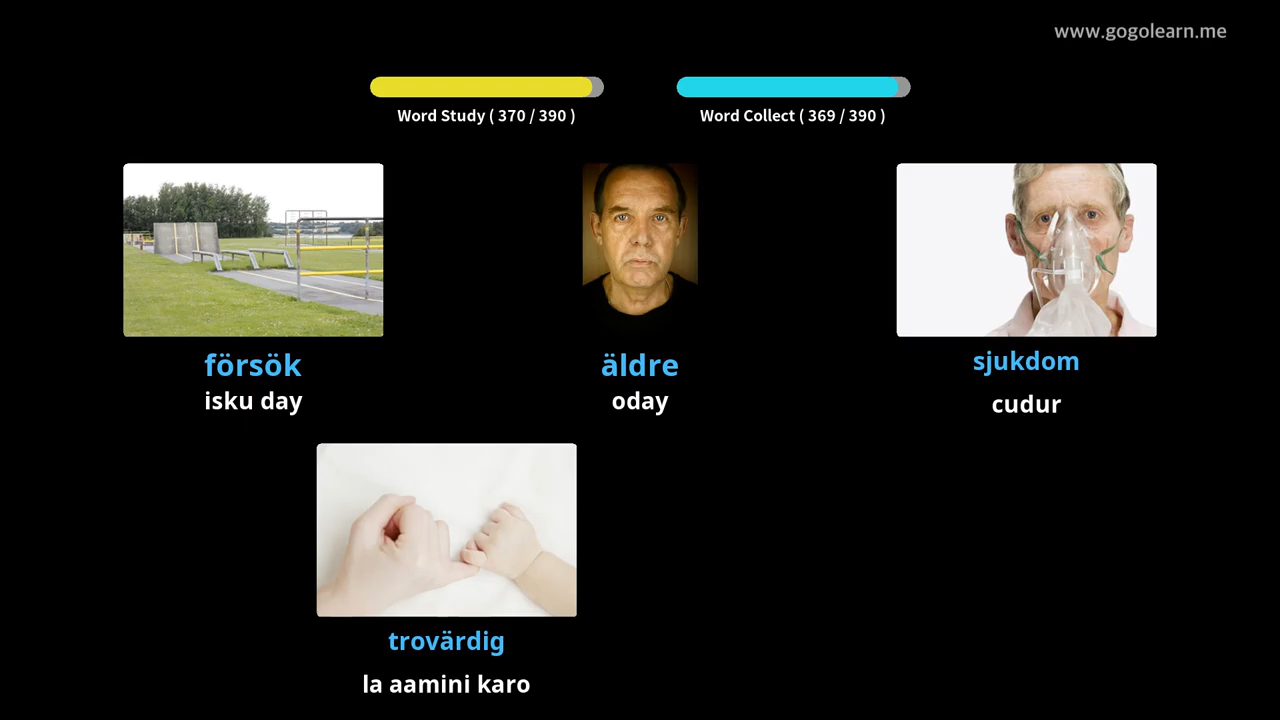 www.gogolearn.me
Word Study ( 370 / 390 )
Word Collect ( 369 / 390 )
försök
isku day
äldre
oday
sjukdom
cudur
trovärdig
la aamini karo